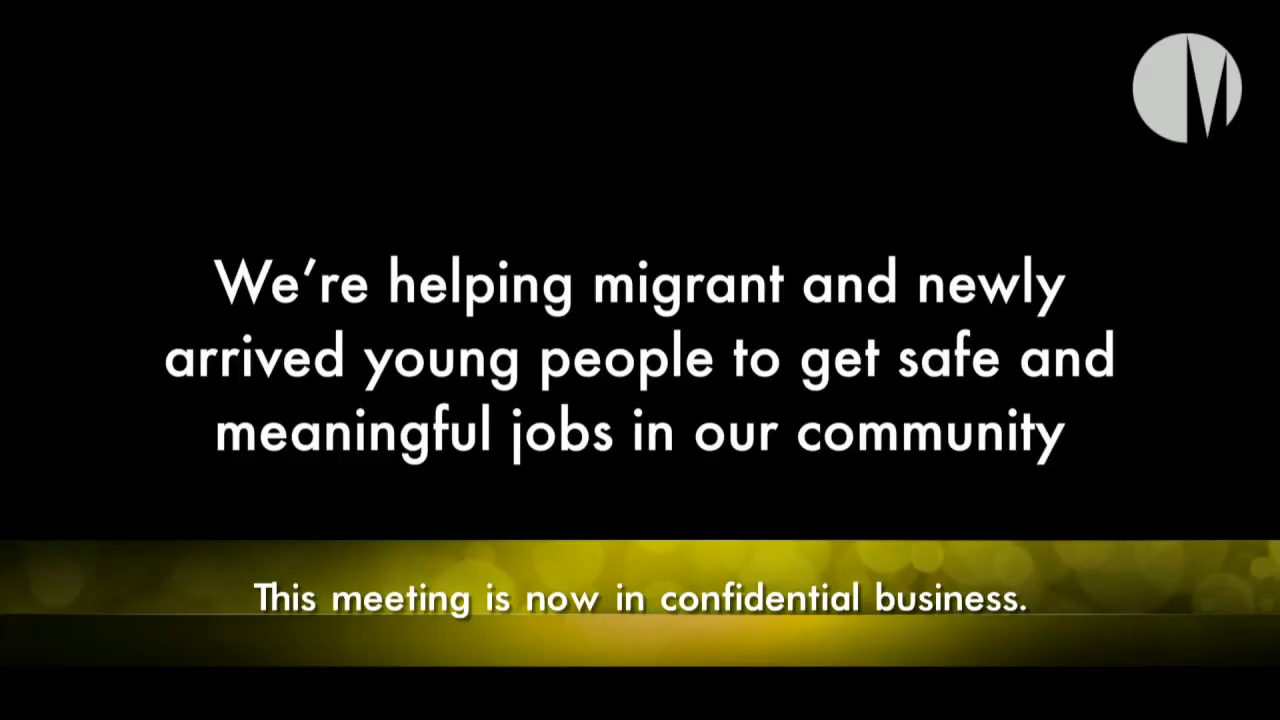 We’re helping migrant and newly
arrived young people to get safe and
meaningful jobs in our community
This meeting is now in confidential business.